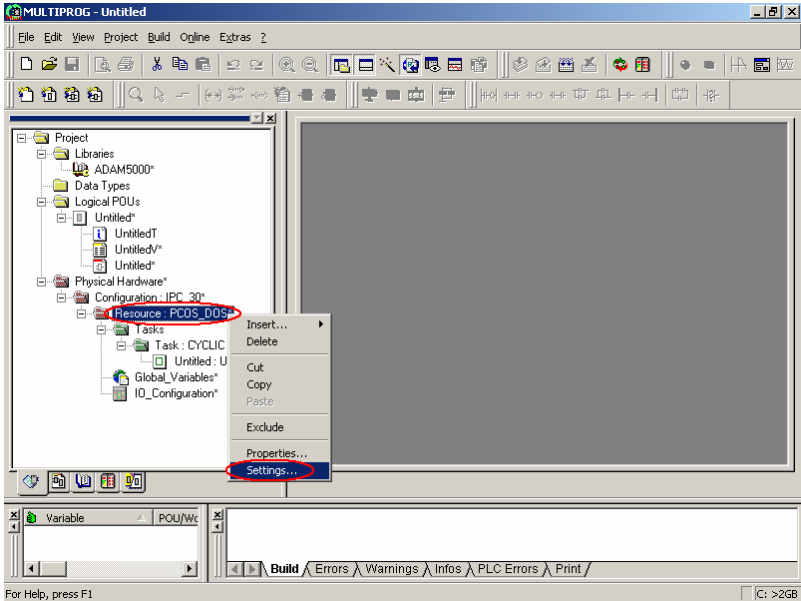 MULTIPROG - Untitled
File Edit View Project Build Online Extras ?
Project
Libraries
ADAM5000*
Data Types
Logical POUs
Untitled*
UntitledT
UntitledV*
Untitled*
Physical Hardware*
Configuration : IPC_30*
Resource : PCOS_DOS*
Tasks
Task : CYCLIC
Untitled : U
Global_Variables*
IO_Configuration*
Insert...
Delete
Cut
Copy
Paste
Exclude
Properties...
Settings...
Variable POU/Wo
Build Errors Warnings Infos PLC Errors Print
For Help, press F1 C: >2GB